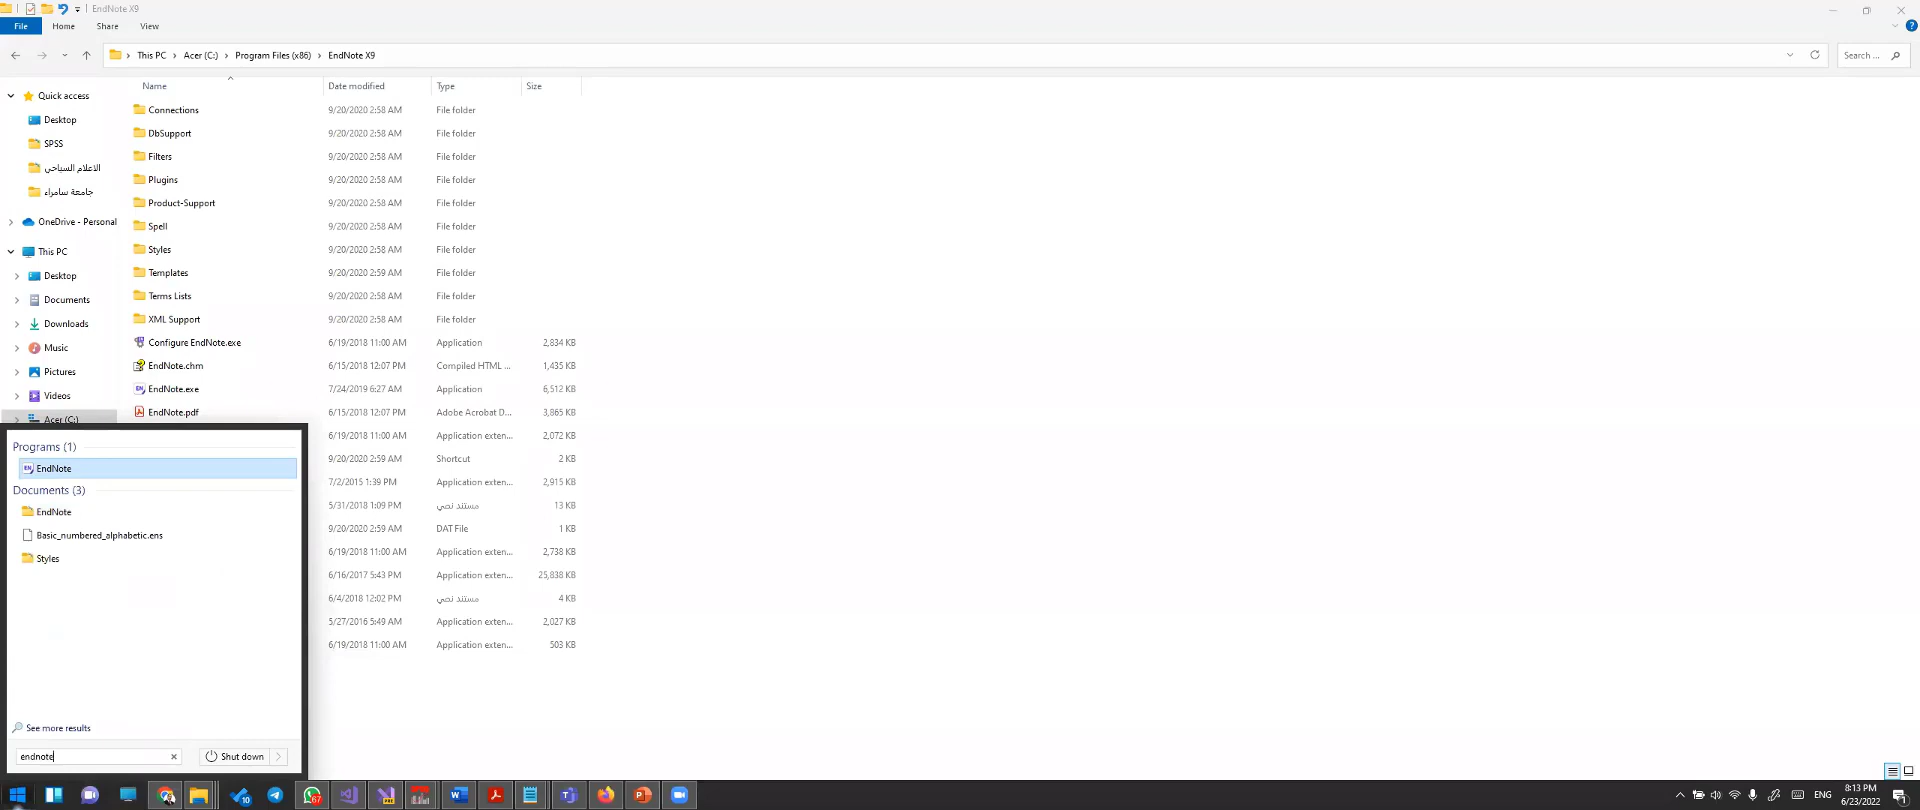 EndNote X9
File Home Share View
This PC > Acer (C:) > Program Files (x86) > EndNote X9
Search ...
Name Date modified Type Size
Quick access
Desktop
SPSS
الاعلام السياحي
جامعة سامراء
OneDrive - Personal
This PC
Desktop
Documents
Downloads
Music
Pictures
Videos
Acer (C:)
Connections 9/20/2020 2:58 AM File folder
DbSupport 9/20/2020 2:58 AM File folder
Filters 9/20/2020 2:58 AM File folder
Plugins 9/20/2020 2:58 AM File folder
Product-Support 9/20/2020 2:58 AM File folder
Spell 9/20/2020 2:58 AM File folder
Styles 9/20/2020 2:58 AM File folder
Templates 9/20/2020 2:59 AM File folder
Terms Lists 9/20/2020 2:58 AM File folder
XML Support 9/20/2020 2:58 AM File folder
Configure EndNote.exe 6/19/2018 11:00 AM Application 2,834 KB
EndNote.chm 6/15/2018 12:07 PM Compiled HTML ... 1,435 KB
EndNote.exe 7/24/2019 6:27 AM Application 6,512 KB
EndNote.pdf 6/15/2018 12:07 PM Adobe Acrobat D... 3,865 KB
6/19/2018 11:00 AM Application exten... 2,072 KB
9/20/2020 2:59 AM Shortcut 2 KB
7/2/2015 1:39 PM Application exten... 2,915 KB
5/31/2018 1:09 PM مستند نصي 13 KB
9/20/2020 2:59 AM DAT File 1 KB
6/19/2018 11:00 AM Application exten... 2,738 KB
6/16/2017 5:43 PM Application exten... 25,838 KB
6/4/2018 12:02 PM مستند نصي 4 KB
5/27/2016 5:49 AM Application exten... 2,027 KB
6/19/2018 11:00 AM Application exten... 503 KB
Programs (1)
EndNote
Documents (3)
EndNote
Basic_numbered_alphabetic.ens
Styles
See more results
endnote
Shut down
10
67
PRE
ENG
8:13 PM
6/23/2022
1